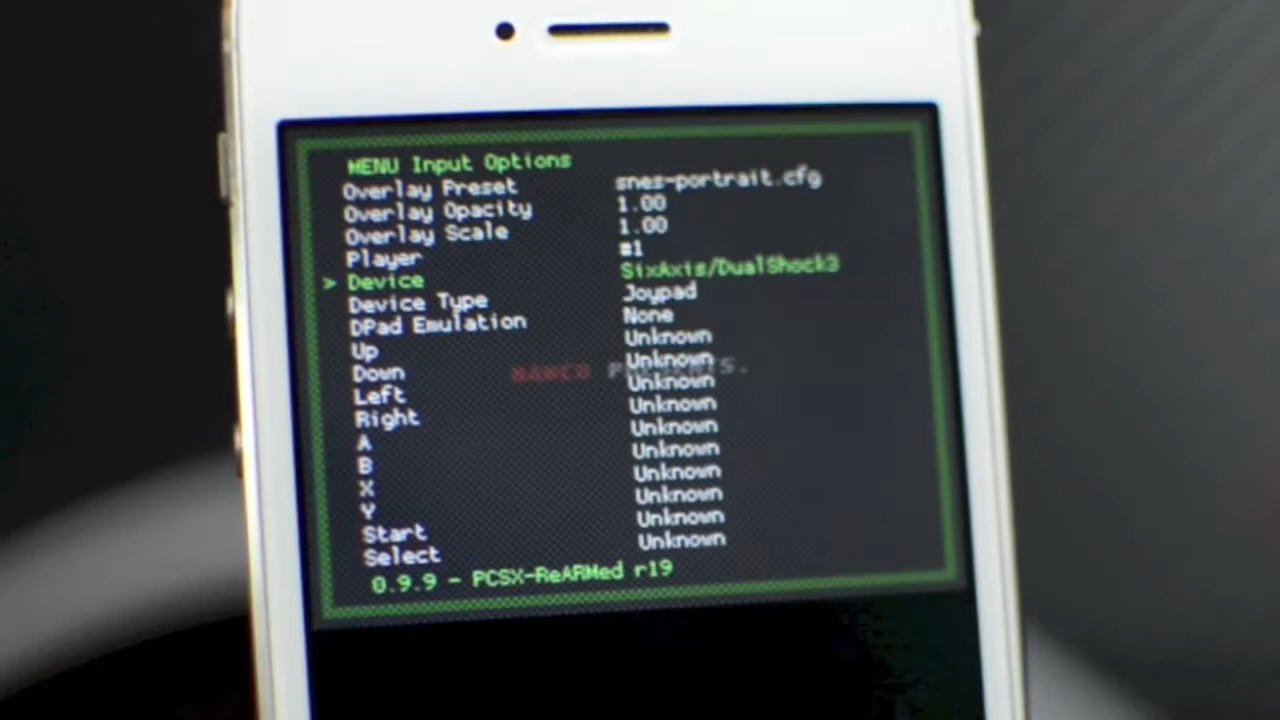 MENU Input Options
Overlay Preset snes-portrait.cfg
Overlay Opacity 1.00
Overlay Scale 1.00
Player #1
> Device SixAxis/DualShock3
Device Type Joypad
DPad Emulation None
Up Unknown
Down Unknown
NAMCO
Left Unknown
Right Unknown
A Unknown
B Unknown
X Unknown
Y Unknown
Start Unknown
Select Unknown
0.9.9 - PCSX-ReARMed r19